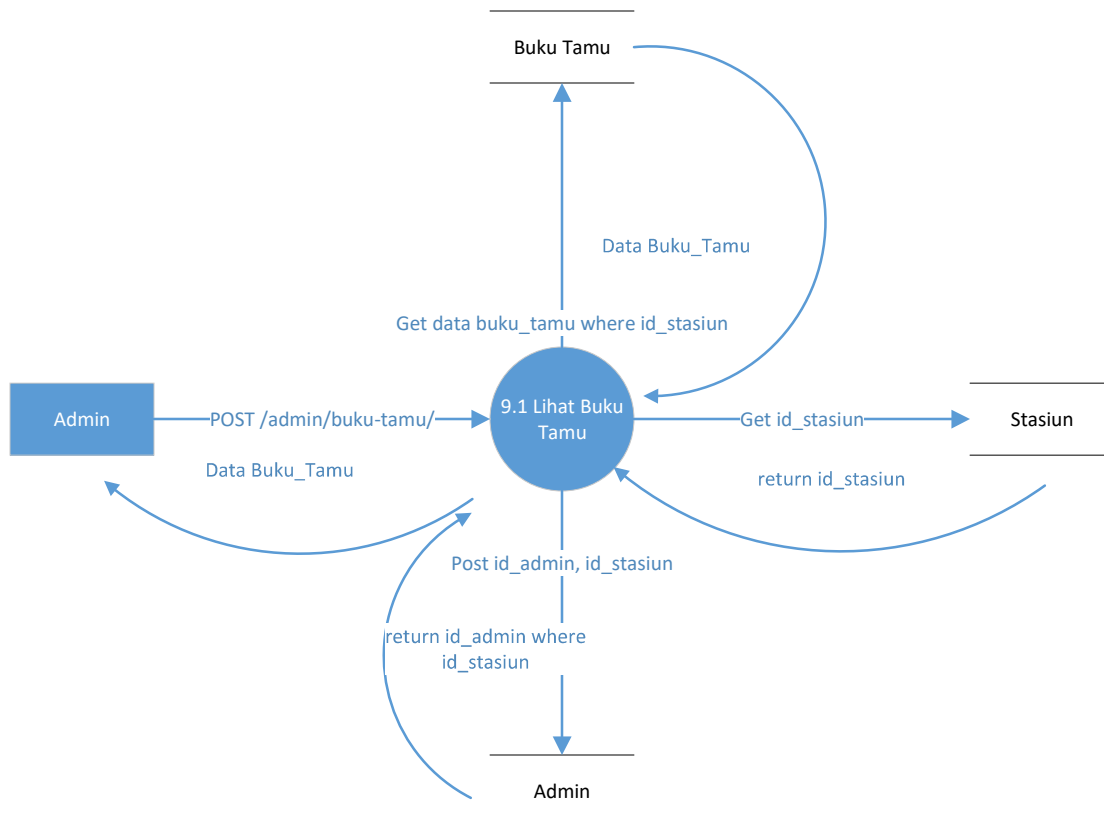 Buku Tamu
Data Buku_Tamu
Get data buku_tamu where id_stasiun
Admin
POST /admin/buku-tamu/
9.1 Lihat Buku
Tamu
Get id_stasiun
Stasiun
Data Buku_Tamu
return id_stasiun
Post id_admin, id_stasiun
return id_admin where
id_stasiun
Admin